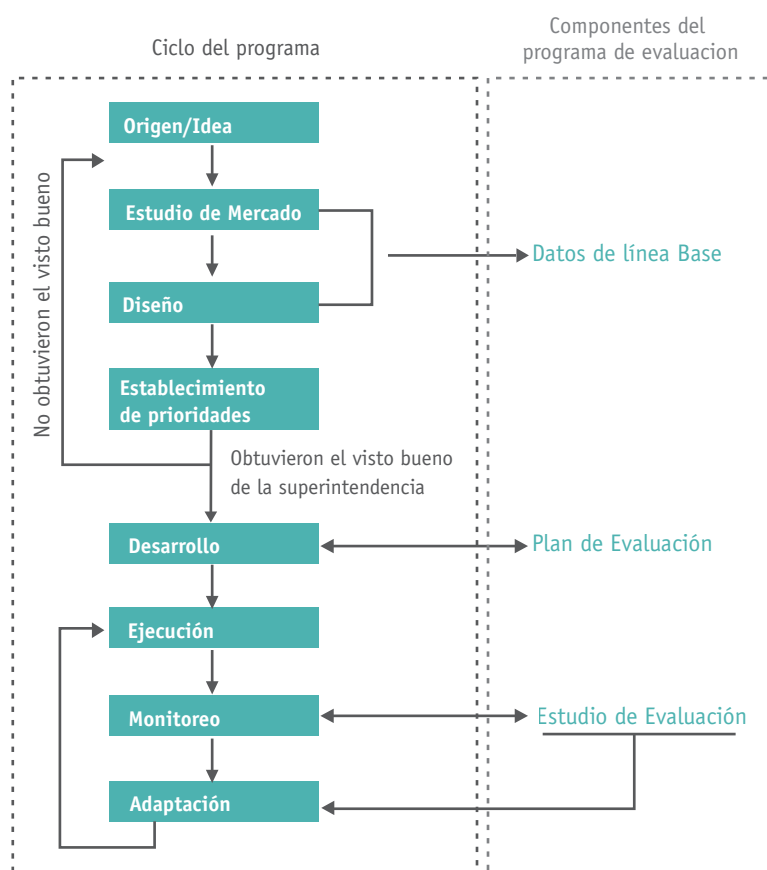 Ciclo del programa
Componentes del
programa de evaluacion
Origen/Idea
No obtuvieron el visto bueno
Estudio de Mercado
Datos de línea Base
Diseño
Establecimiento
de prioridades
Obtuvieron el visto bueno
de la superintendencia
Desarrollo
Plan de Evaluación
Ejecución
Monitoreo
Estudio de Evaluación
Adaptación